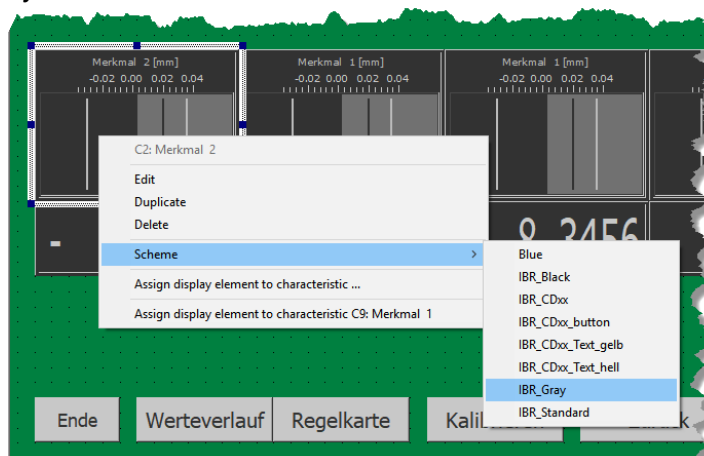 Merkmal 2 [mm]
-0.02 0.00 0.02 0.04
Merkmal 1 [mm]
-0.02 0.00 0.02 0.04
Merkmal 1 [mm]
-0.02 0.00 0.02 0.04
C2: Merkmal 2
Edit
Duplicate
Delete
Scheme
Assign display element to characteristic ...
Assign display element to characteristic C9: Merkmal 1
-
8.3456
Blue
IBR_Black
IBR_CDxx
IBR_CDxx_button
IBR_CDxx_Text_gelb
IBR_CDxx_Text_hell
IBR_Gray
IBR_Standard
Ende
Werteverlauf
Regelkarte